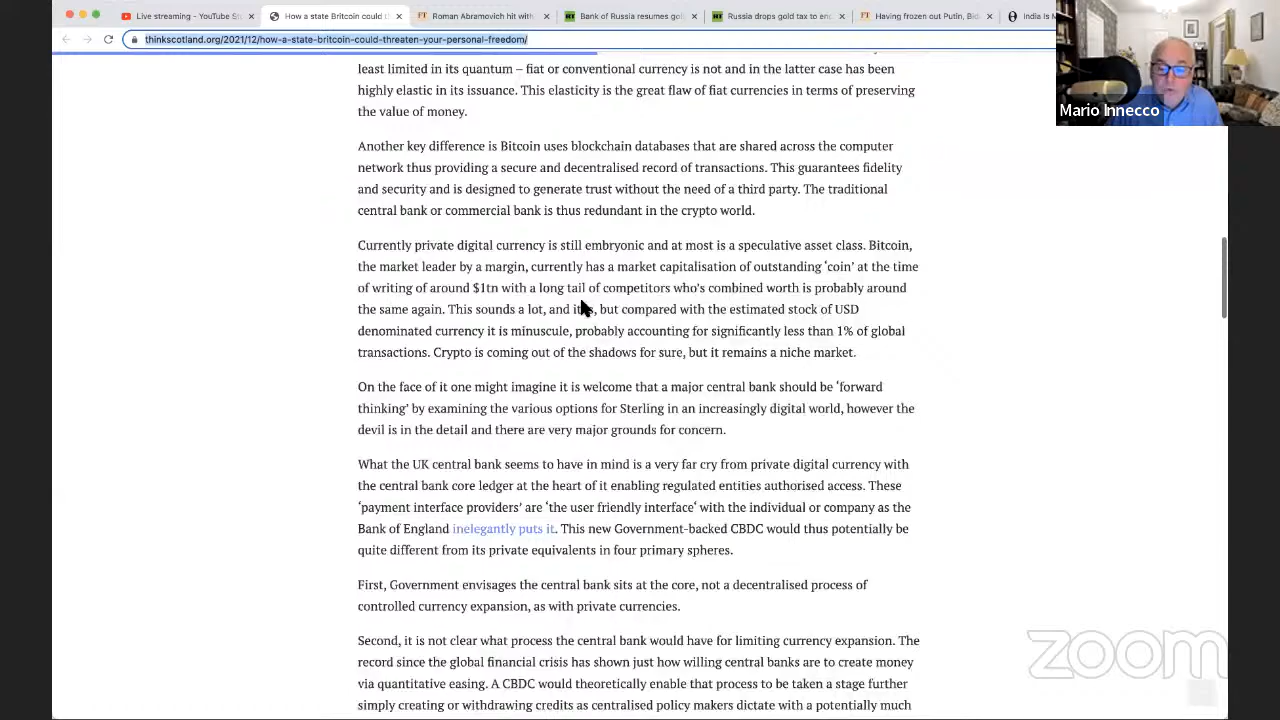 Live streaming - YouTube St
How a state Britcoin could t
Roman Abramovich hit with
Bank of Russia resumes gol
Russia drops gold tax to enc
Having frozen out Putin, Bid
India Is M
thinkscotland.org/2021/12/how-a-state-britcoin-could-threaten-your-personal-freedom/
Mario Innecco
least limited in its quantum – fiat or conventional currency is not and in the latter case has been
highly elastic in its issuance. This elasticity is the great flaw of fiat currencies in terms of preserving
the value of money.
Another key difference is Bitcoin uses blockchain databases that are shared across the computer
network thus providing a secure and decentralised record of transactions. This guarantees fidelity
and security and is designed to generate trust without the need of a third party. The traditional
central bank or commercial bank is thus redundant in the crypto world.
Currently private digital currency is still embryonic and at most is a speculative asset class. Bitcoin,
the market leader by a margin, currently has a market capitalisation of outstanding ‘coin’ at the time
of writing of around $1tn with a long tail of competitors who's combined worth is probably around
the same again. This sounds a lot, and it is, but compared with the estimated stock of USD
denominated currency it is minuscule, probably accounting for significantly less than 1% of global
transactions. Crypto is coming out of the shadows for sure, but it remains a niche market.
On the face of it one might imagine it is welcome that a major central bank should be ‘forward
thinking’ by examining the various options for Sterling in an increasingly digital world, however the
devil is in the detail and there are very major grounds for concern.
What the UK central bank seems to have in mind is a very far cry from private digital currency with
the central bank core ledger at the heart of it enabling regulated entities authorised access. These
‘payment interface providers’ are ‘the user friendly interface‘ with the individual or company as the
Bank of England inelegantly puts it. This new Government-backed CBDC would thus potentially be
quite different from its private equivalents in four primary spheres.
First, Government envisages the central bank sits at the core, not a decentralised process of
controlled currency expansion, as with private currencies.
Second, it is not clear what process the central bank would have for limiting currency expansion. The
record since the global financial crisis has shown just how willing central banks are to create money
via quantitative easing. A CBDC would theoretically enable that process to be taken a stage further
simply creating or withdrawing credits as centralised policy makers dictate with a potentially much
zoom